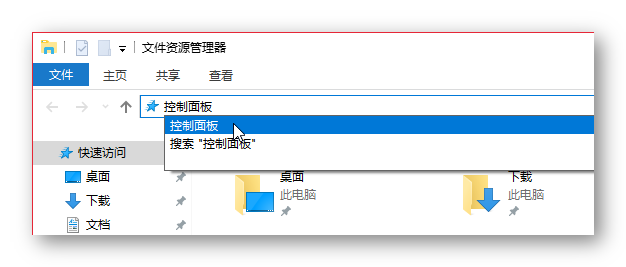 文件资源管理器
文件 主页 共享 查看
控制面板
控制面板
搜索 "控制面板"
快速访问
桌面
下载
文档
桌面
此电脑
下载
此电脑